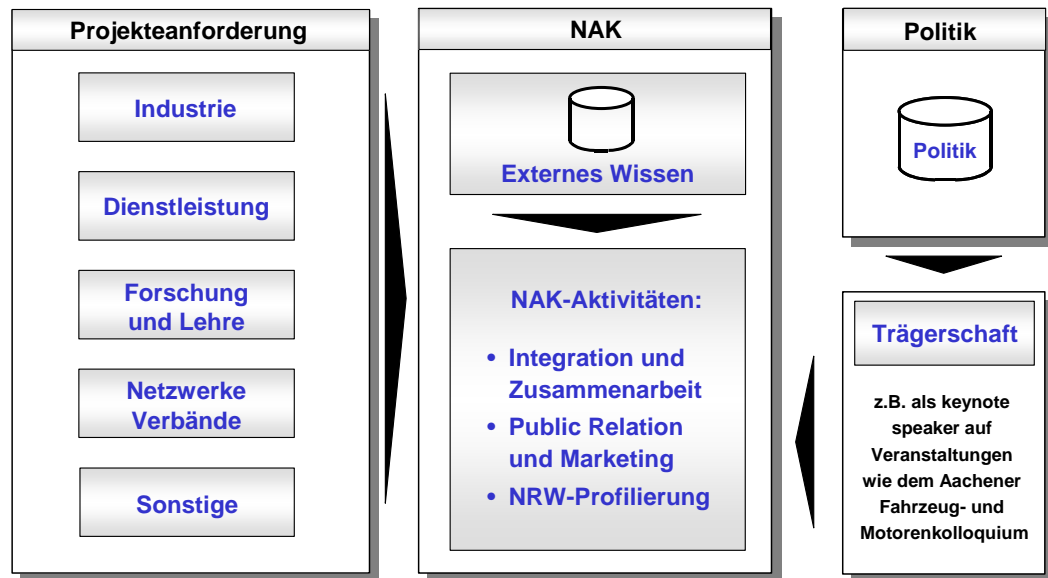 Projekteanforderung
Industrie
Dienstleistung
Forschung
und Lehre
Netzwerke
Verbände
Sonstige
NAK
Externes Wissen
NAK-Aktivitäten:
• Integration und
Zusammenarbeit
• Public Relation
und Marketing
• NRW-Profilierung
Politik
Politik
Trägerschaft
z.B. als keynote
speaker auf
Veranstaltungen
wie dem Aachener
Fahrzeug- und
Motorenkolloquium